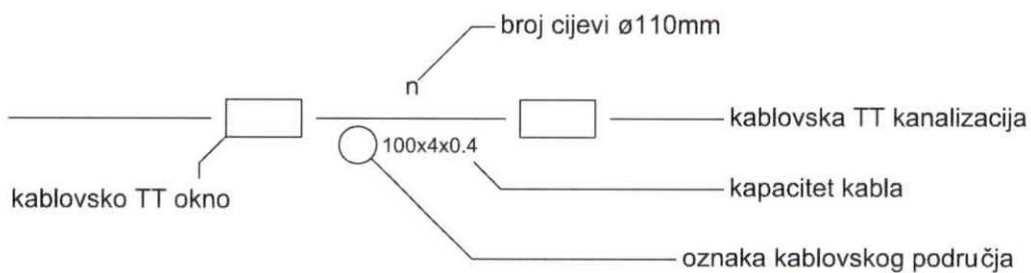 broj cijevi ø110mm
n
kablovska TT kanalizacija
100x4x0.4
kablovsko TT okno
kapacitet kabla
oznaka kablovskog područja